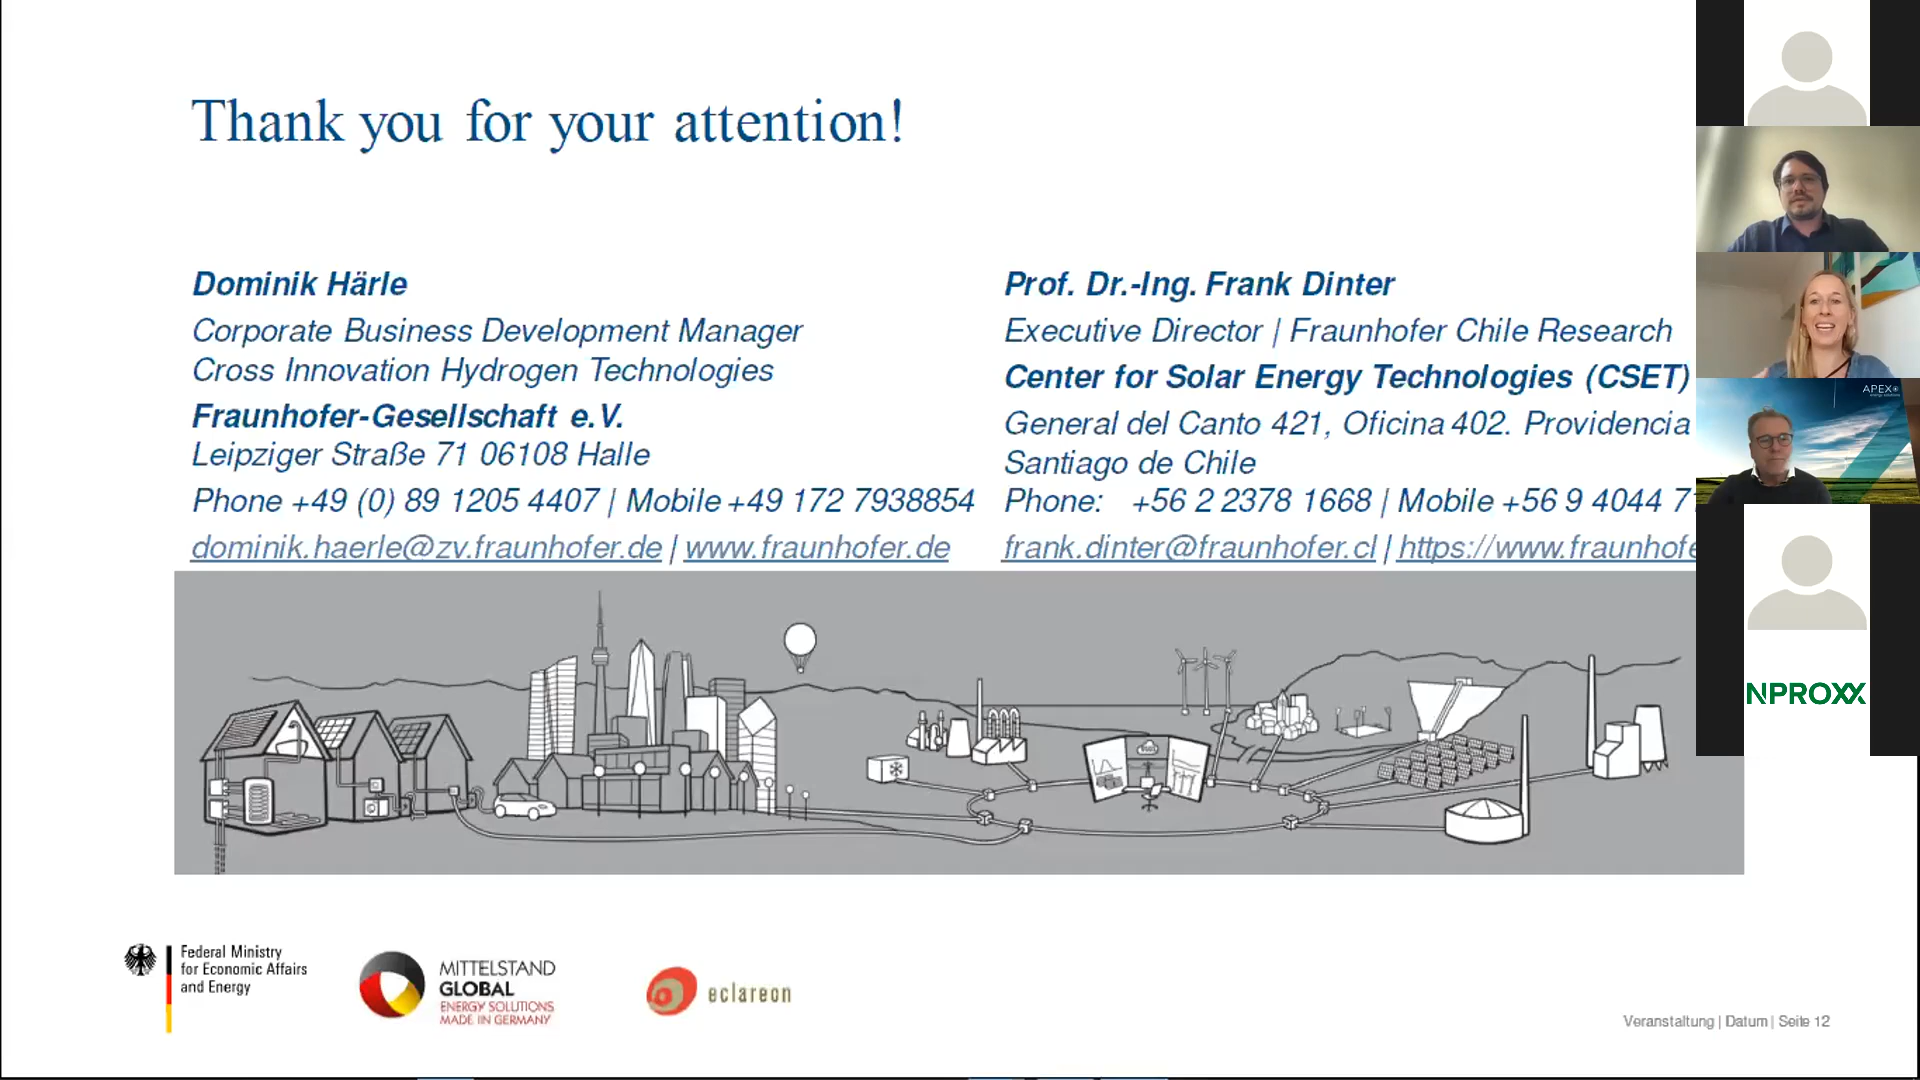 Thank you for your attention!
Dominik Härle
Corporate Business Development Manager
Cross Innovation Hydrogen Technologies
Fraunhofer-Gesellschaft e.V.
Leipziger Straße 71 06108 Halle
Phone +49 (0) 89 1205 4407 | Mobile +49 172 7938854
dominik.haerle@zv.fraunhofer.de | www.fraunhofer.de
Prof. Dr.-Ing. Frank Dinter
Executive Director | Fraunhofer Chile Research
Center for Solar Energy Technologies (CSET)
General del Canto 421, Oficina 402. Providencia
Santiago de Chile
Phone: +56 2 2378 1668 | Mobile +56 9 4044 7
frank.dinter@fraunhofer.cl | https://www.fraunhofe
APEX
NPROXX
Federal Ministry
for Economic Affairs
and Energy
MITTELSTAND
GLOBAL
ENERGY SOLUTIONS
MADE IN GERMANY
eclareon
Veranstaltung | Datum | Seite 12